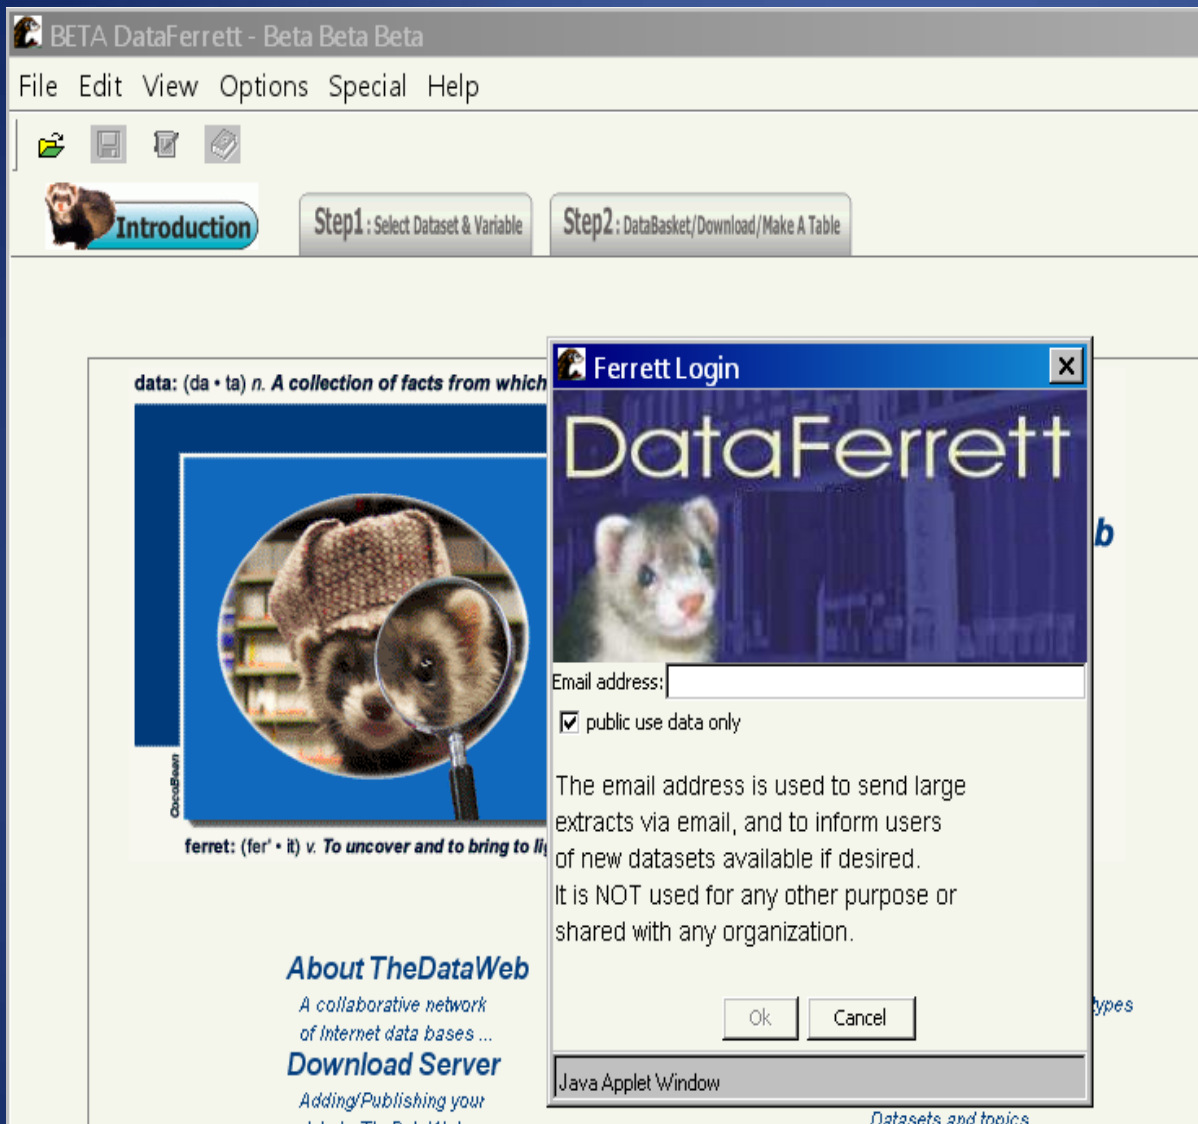 BETA DataFerrett - Beta Beta Beta
File Edit View Options Special Help
Introduction
Step1 : Select Dataset & Variable
Step2 : DataBasket/Download/Make A Table
data: (da • ta) n. A collection of facts from which
CocoBean
ferret: (fer' • it) v. To uncover and to bring to
About TheDataWeb
A collaborative network
of Internet data bases ...
Download Server
Adding/Publishing your
Ferrett Login
DataFerrett
Email address:
public use data only
The email address is used to send large
extracts via email, and to inform users
of new datasets available if desired.
It is NOT used for any other purpose or
shared with any organization.
Ok Cancel
Java Applet Window
b
types
Datasets and topics